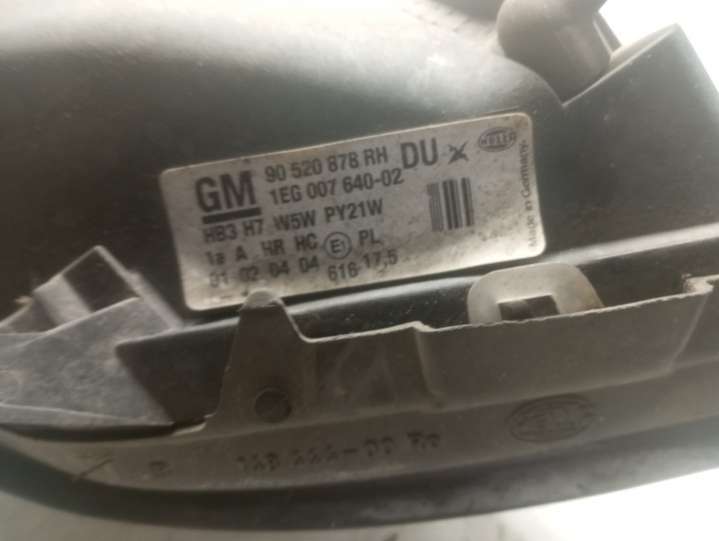 GM
90 520 878 RH DU
1EG 007 640-02
HB3 H7 W5W PY21W
1a A HR HC E1 PL
01 02 04 04 616 17,5
HELLA
Made in Germany